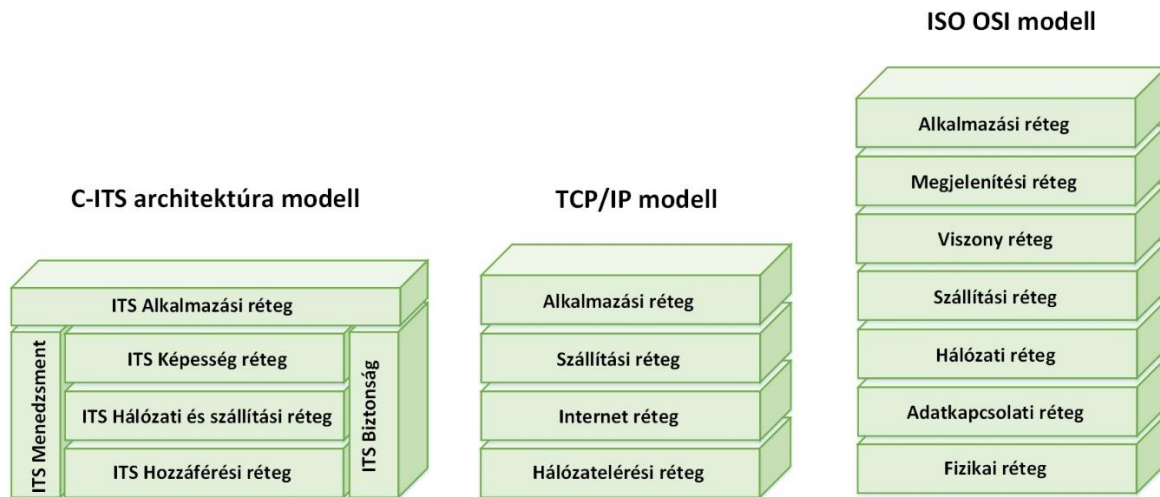 C-ITS architektúra modell
ITS Alkalmazási réteg
ITS Menedzsment
ITS Képesség réteg
ITS Hálózati és szállítási réteg
ITS Hozzáférési réteg
ITS Biztonság
TCP/IP modell
Alkalmazási réteg
Szállítási réteg
Internet réteg
Hálózatelérési réteg
ISO OSI modell
Alkalmazási réteg
Megjelenítési réteg
Viszony réteg
Szállítási réteg
Hálózati réteg
Adatkapcsolati réteg
Fizikai réteg